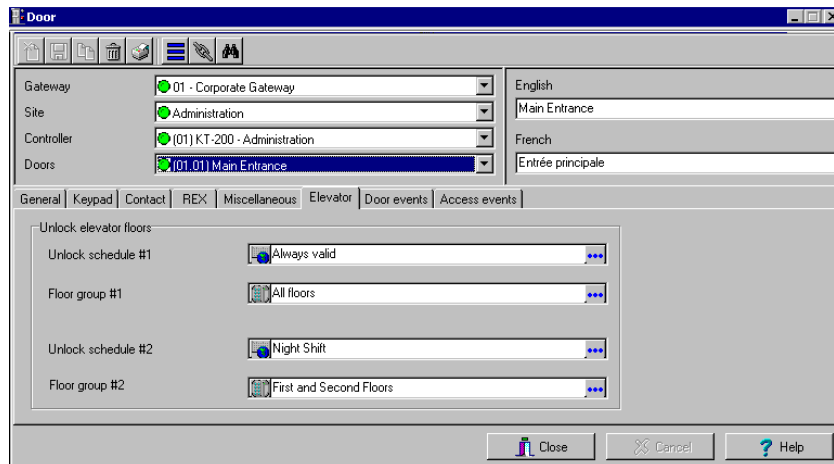 Door
Gateway
01 - Corporate Gateway
English
Main Entrance
Site
Administration
Controller
(01) KT-200 - Administration
French
Entrée principale
Doors
(01.01) Main Entrance
General Keypad Contact REX Miscellaneous Elevator Door events Access events
Unlock elevator floors
Unlock schedule #1
Always valid
Floor group #1
All floors
Unlock schedule #2
Night Shift
Floor group #2
First and Second Floors
Close Cancel Help